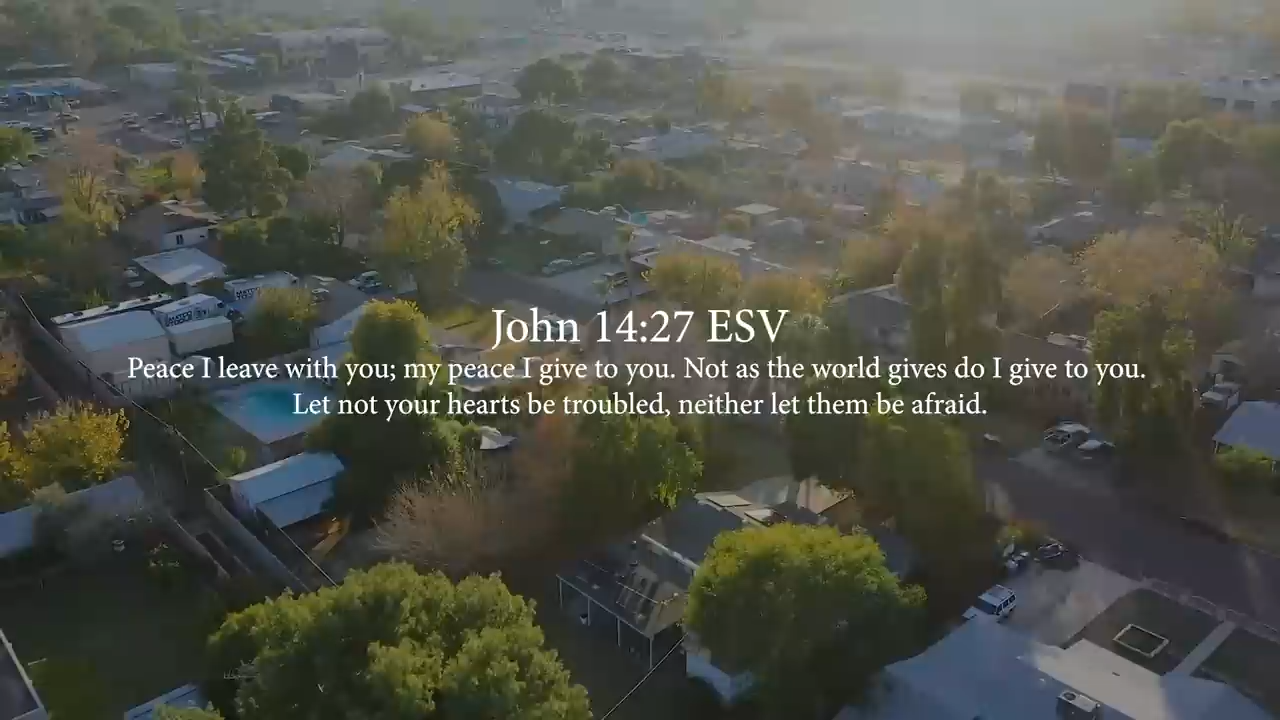 John 14:27 ESV
Peace I leave with you; my peace I give to you. Not as the world gives do I give to you.
Let not your hearts be troubled, neither let them be afraid.